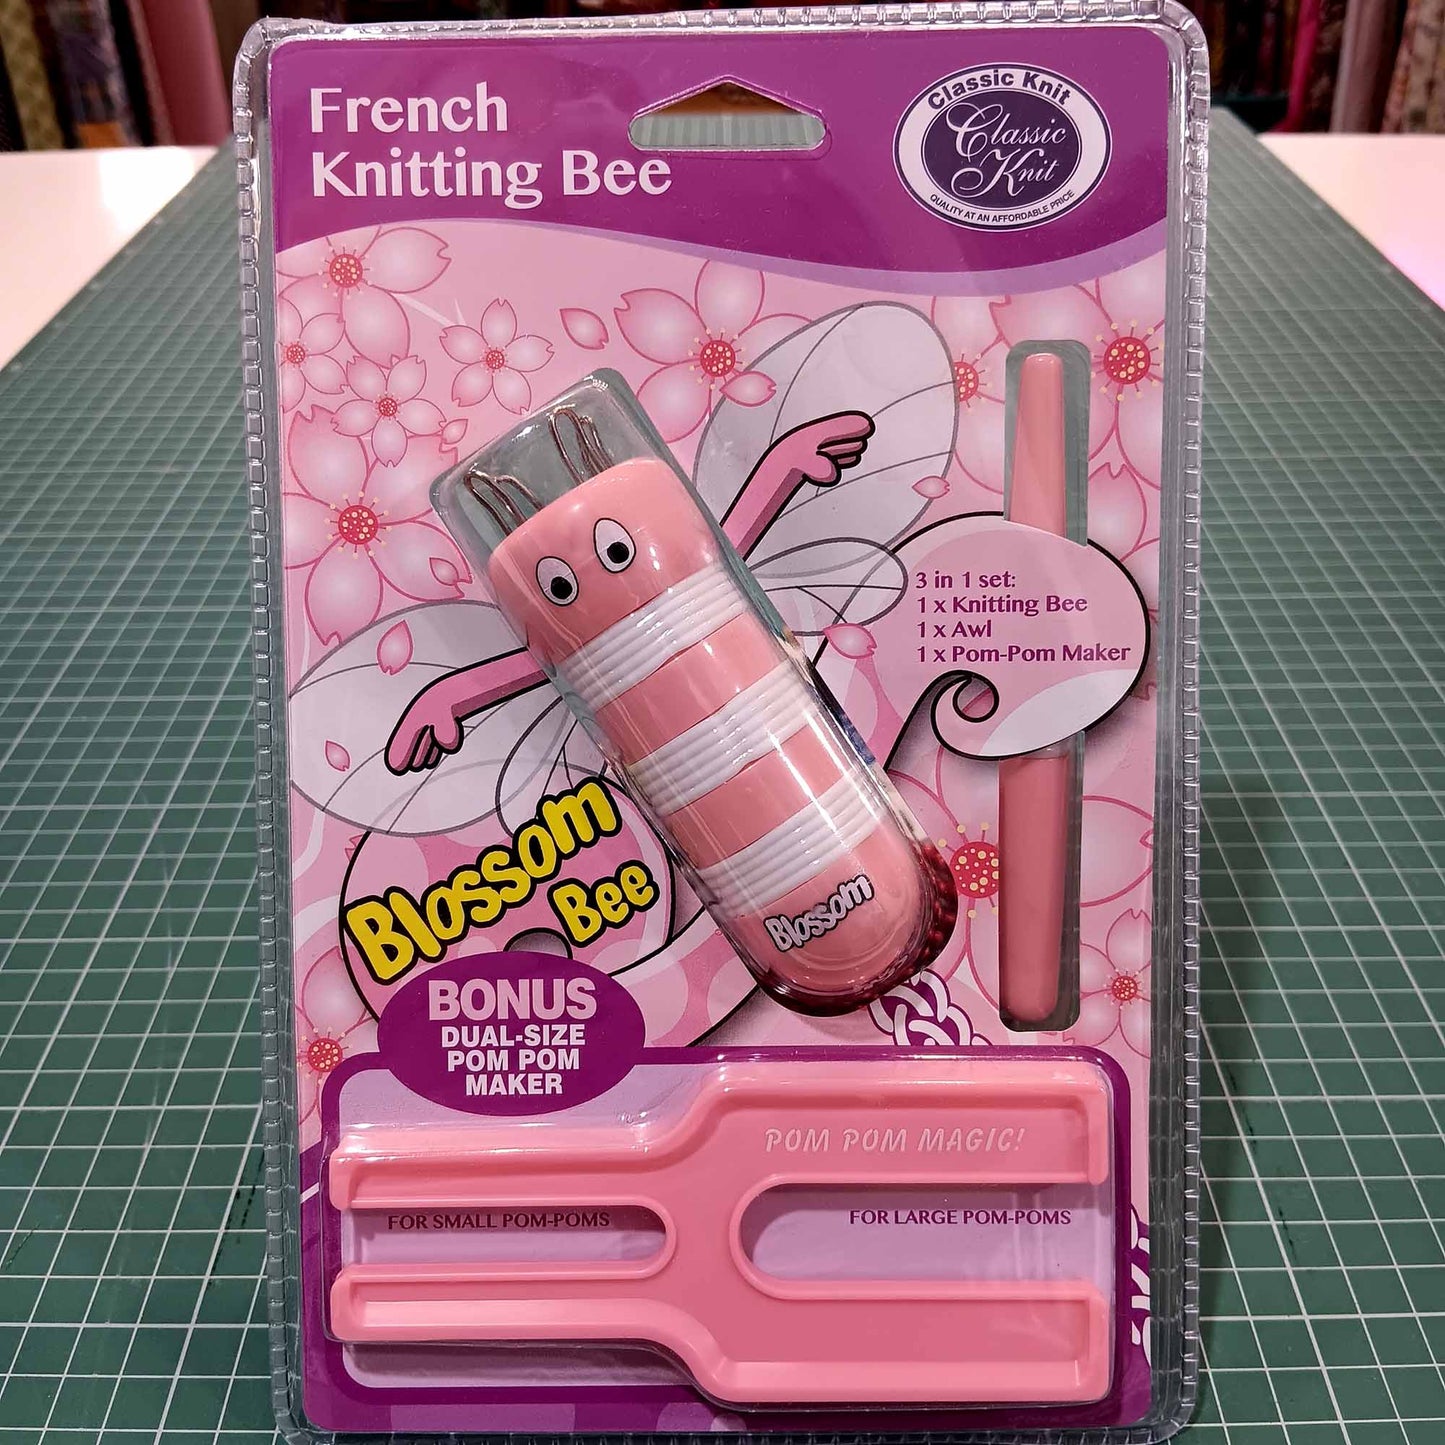 French
Knitting Bee
Classic Knit
Classic
Knit
QUALITY AT AN AFFORDABLE PRICE
3 in 1 set:
1 x Knitting Bee
1 x Awl
1 x Pom-Pom Maker
Blossom
Bee
Blossom
BONUS
DUAL-SIZE
POM POM
MAKER
POM POM MAGIC!
FOR SMALL POM-POMS
FOR LARGE POM-POMS